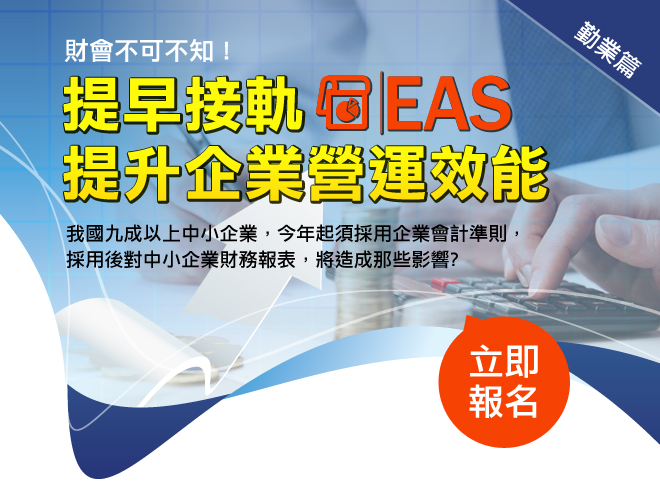 勤業篇
財會不可不知！
提早接軌 EAS
提升企業營運效能
我國九成以上中小企業，今年起須採用企業會計準則，
採用後對中小企業財務報表，將造成那些影響?
立即
報名